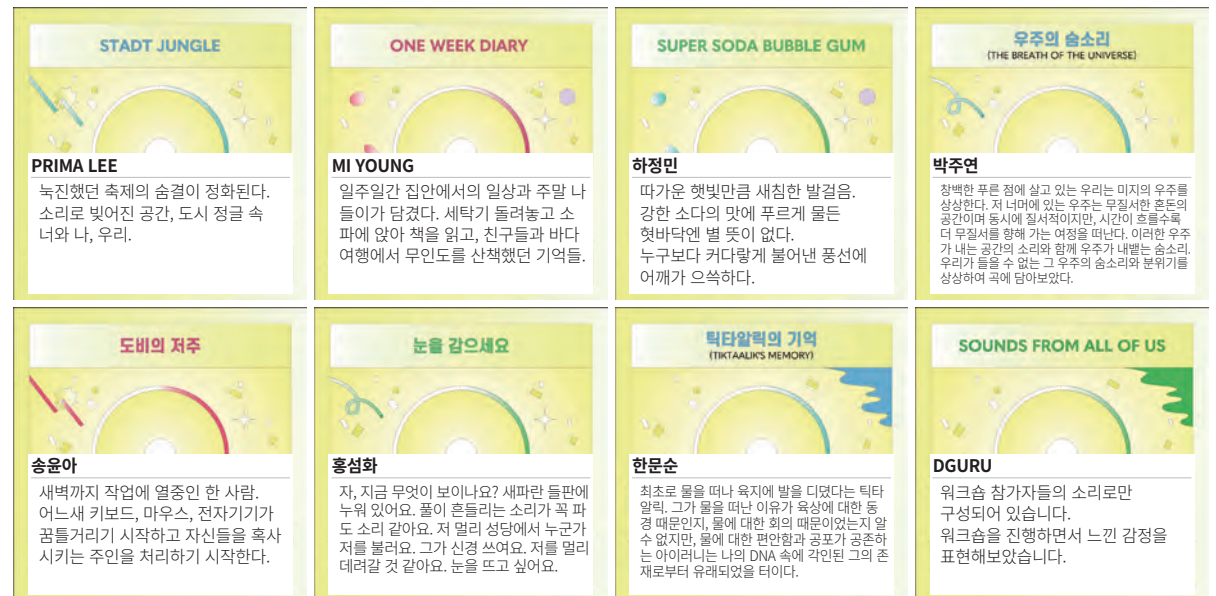 STADT JUNGLE
PRIMA LEE
눅진했던 축제의 숨결이 정화된다.
소리로 빚어진 공간, 도시 정글 속
너와 나, 우리.
ONE WEEK DIARY
MI YOUNG
일주일간 집안에서의 일상과 주말 나
들이가 담겼다. 세탁기 돌려놓고 소
파에 앉아 책을 읽고, 친구들과 바다
여행에서 무인도를 산책했던 기억들.
SUPER SODA BUBBLE GUM
하정민
따가운 햇빛만큼 새침한 발걸음.
강한 소다의 맛에 푸르게 물든
혓바닥엔 별 뜻이 없다.
누구보다 커다랗게 불어낸 풍선에
어깨가 으쓱하다.
우주의 숨소리
(THE BREATH OF THE UNIVERSE)
박주연
창백한 푸른 점에 살고 있는 우리는 미지의 우주를
상상한다. 저 너머에 있는 우주는 무질서한 혼돈의
공간이며 동시에 질서적이지만, 시간이 흐를수록
더 무질서를 향해 가는 여정을 떠난다. 이러한 우주
가 내는 공간의 소리와 함께 우주가 내뱉는 숨소리.
우리가 들을 수 없는 그 우주의 숨소리와 분위기를
상상하여 곡에 담아보았다.
도비의 저주
송윤아
새벽까지 작업에 열중인 한 사람.
어느새 키보드, 마우스, 전자기기가
꿈틀거리기 시작하고 자신들을 혹사
시키는 주인을 처리하기 시작한다.
눈을 감으세요
홍섬화
자, 지금 무엇이 보이나요? 새파란 들판에
누워 있어요. 풀이 흔들리는 소리가 꼭 파
도 소리 같아요. 저 멀리 성당에서 누군가
저를 불러요. 그가 신경 쓰여요. 저를 멀리
데려갈 것 같아요. 눈을 뜨고 싶어요.
틱타알릭의 기억
(TIKTAALIK'S MEMORY)
한문순
최초로 물을 떠나 육지에 발을 디뎠다는 틱타
알릭. 그가 물을 떠난 이유가 육상에 대한 동
경 때문인지, 물에 대한 회의 때문이었는지 알
수 없지만, 물에 대한 편안함과 공포가 공존하
는 아이러니는 나의 DNA 속에 각인된 그의 존
재로부터 유래되었을 터이다.
SOUNDS FROM ALL OF US
DGURU
워크숍 참가자들의 소리로만
구성되어 있습니다.
워크숍을 진행하면서 느낀 감정을
표현해보았습니다.